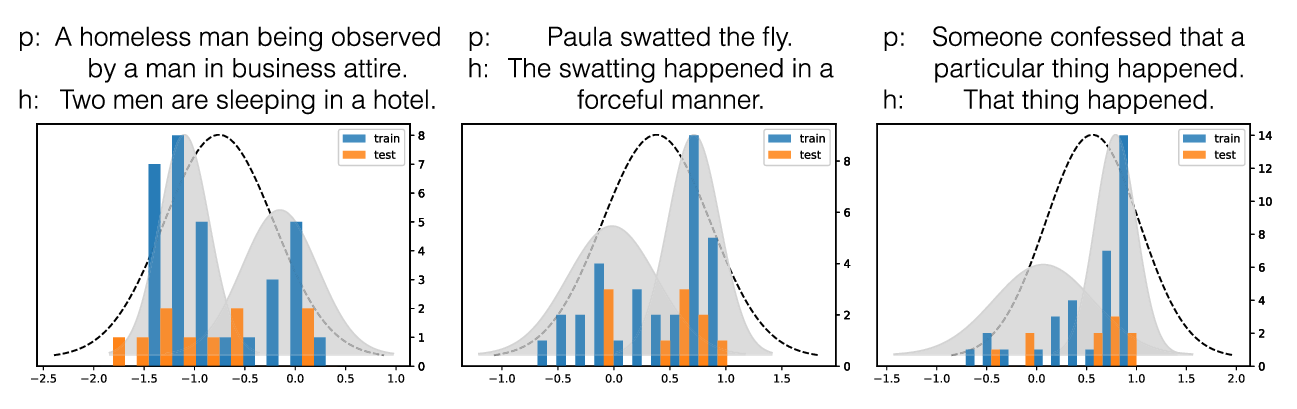 p: A homeless man being observed
by a man in business attire.
h: Two men are sleeping in a hotel.
train
test
8
7
6
5
4
3
2
1
0
−2.5 −2.0 −1.5 −1.0 −0.5 0.0 0.5 1.0
p: Paula swatted the fly.
h: The swatting happened in a
forceful manner.
train
test
8
6
4
2
0
−1.0 −0.5 0.0 0.5 1.0 1.5
p: Someone confessed that a
particular thing happened.
h: That thing happened.
train
test
14
12
10
8
6
4
2
0
−1.5 −1.0 −0.5 0.0 0.5 1.0 1.5 2.0